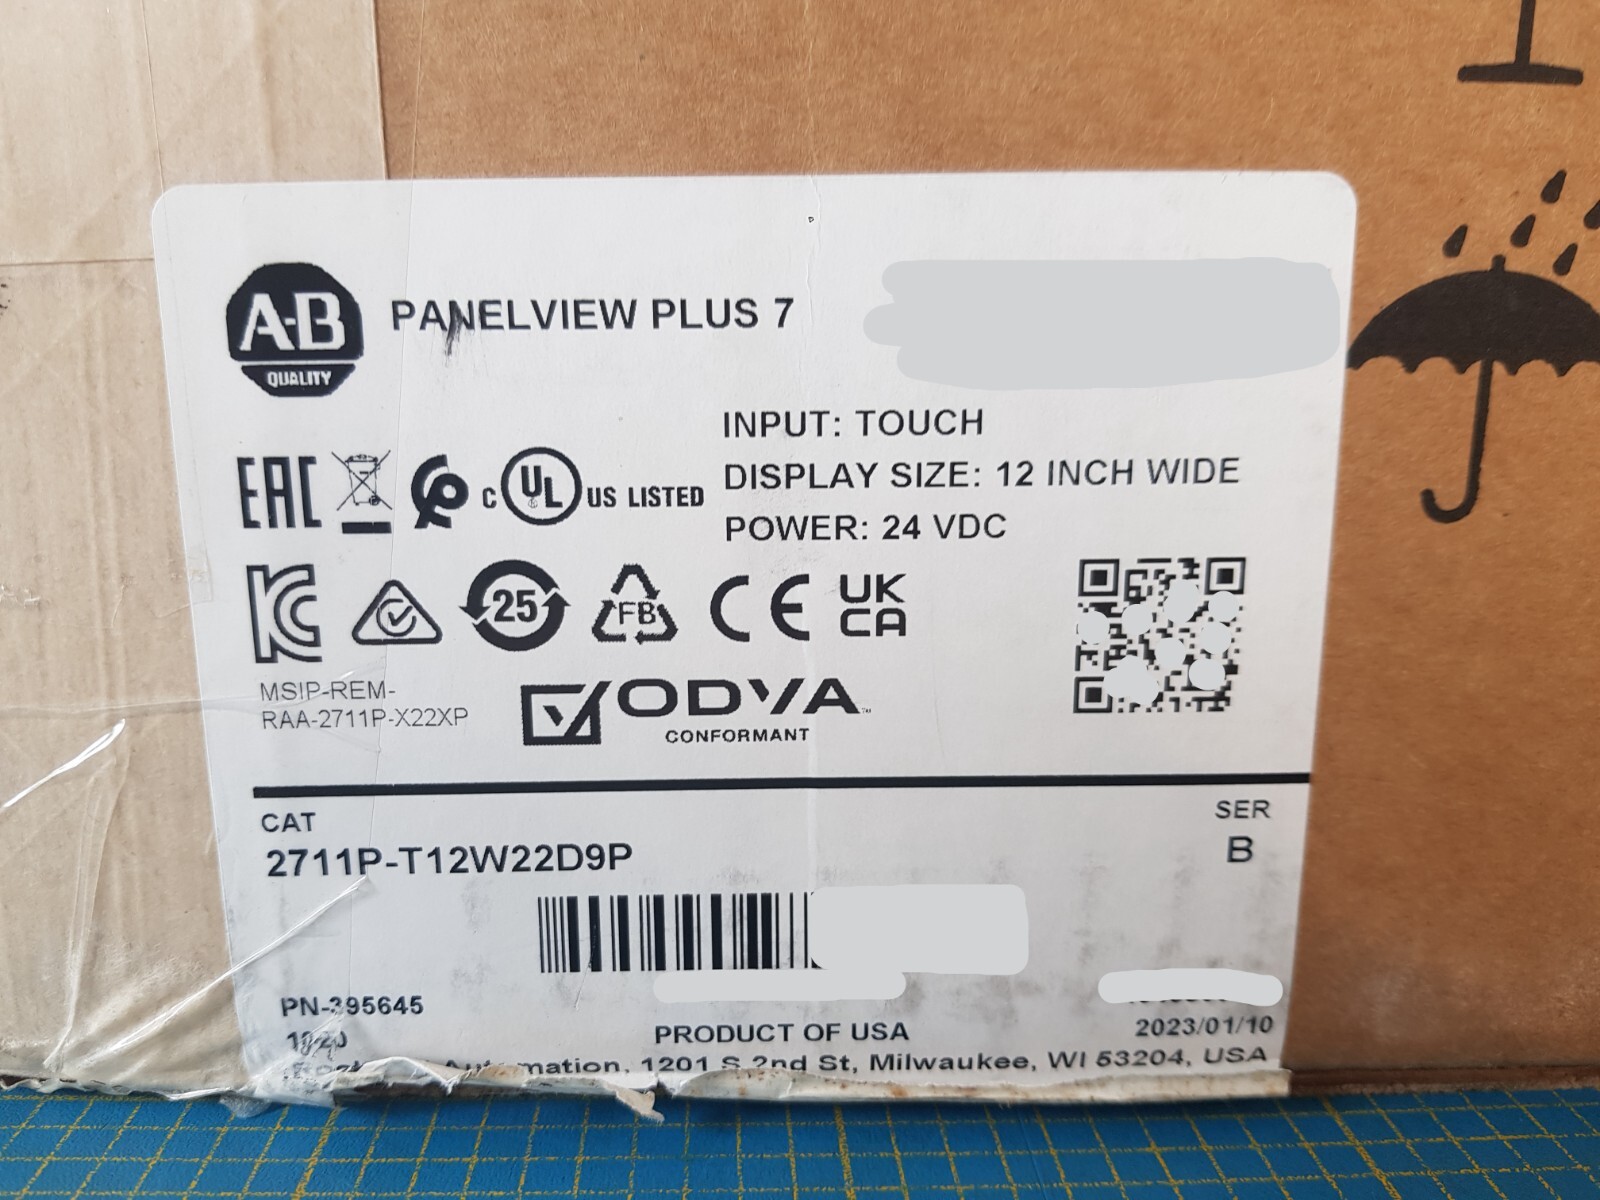 A-B
QUALITY
PANELVIEW PLUS 7
INPUT: TOUCH
DISPLAY SIZE: 12 INCH WIDE
POWER: 24 VDC
EAC
C UL US LISTED
25
FB
CE
UK
CA
MSIP-REM-
RAA-2711P-X22XP
ODVA™
CONFORMANT
CAT
SER
2711P-T12W22D9P
B
PN-395645
PRODUCT OF USA
2023/01/10
Automation, 1201 S 2nd St, Milwaukee, WI 53204, USA